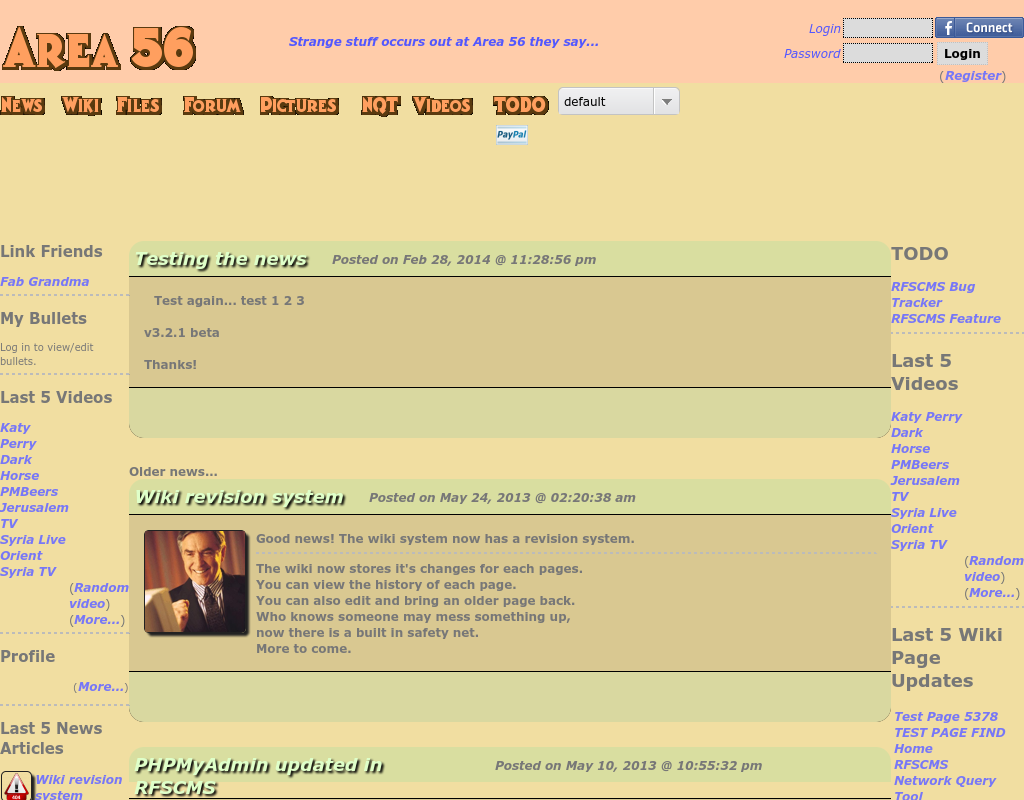 Area 56
Strange stuff occurs out at Area 56 they say...
Login
f Connect
Password
Login
(Register)
News Wiki Files Forum Pictures NQT Videos TODO default
PayPal
Link Friends
Fab Grandma
My Bullets
Log in to view/edit
bullets.
Last 5 Videos
Katy
Perry
Dark
Horse
PMBeers
Jerusalem
TV
Syria Live
Orient
Syria TV
(Random
video)
(More...)
Profile
(More...)
Last 5 News
Articles
Wiki revision
system
Testing the news Posted on Feb 28, 2014 @ 11:28:56 pm
Test again... test 1 2 3
v3.2.1 beta
Thanks!
Older news...
Wiki revision system Posted on May 24, 2013 @ 02:20:38 am
Good news! The wiki system now has a revision system.
The wiki now stores it's changes for each pages.
You can view the history of each page.
You can also edit and bring an older page back.
Who knows someone may mess something up,
now there is a built in safety net.
More to come.
PHPMyAdmin updated in
RFSCMS
Posted on May 10, 2013 @ 10:55:32 pm
TODO
RFSCMS Bug
Tracker
RFSCMS Feature
Last 5
Videos
Katy Perry
Dark
Horse
PMBeers
Jerusalem
TV
Syria Live
Orient
Syria TV
(Random
video)
(More...)
Last 5 Wiki
Page
Updates
Test Page 5378
TEST PAGE FIND
Home
RFSCMS
Network Query
Tool